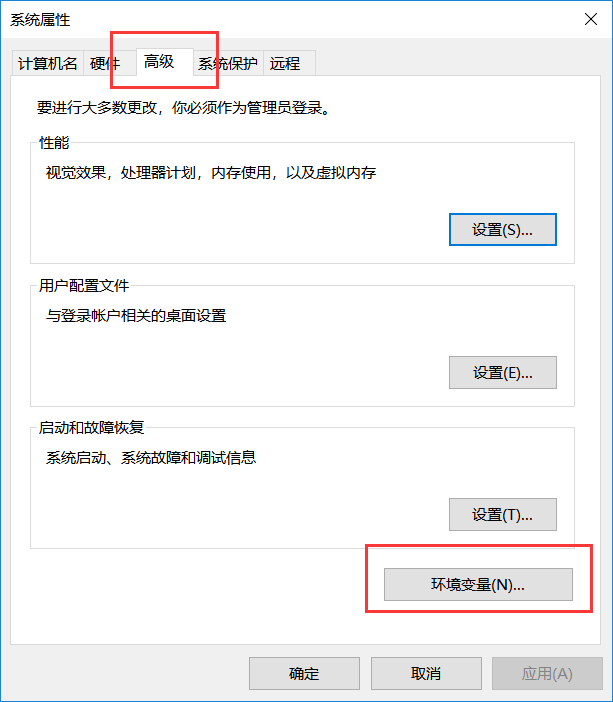 系统属性
计算机名 硬件 高级 系统保护 远程
要进行大多数更改，你必须作为管理员登录。
性能
视觉效果，处理器计划，内存使用，以及虚拟内存
设置(S)...
用户配置文件
与登录帐户相关的桌面设置
设置(E)...
启动和故障恢复
系统启动、系统故障和调试信息
设置(T)...
环境变量(N)...
确定 取消 应用(A)